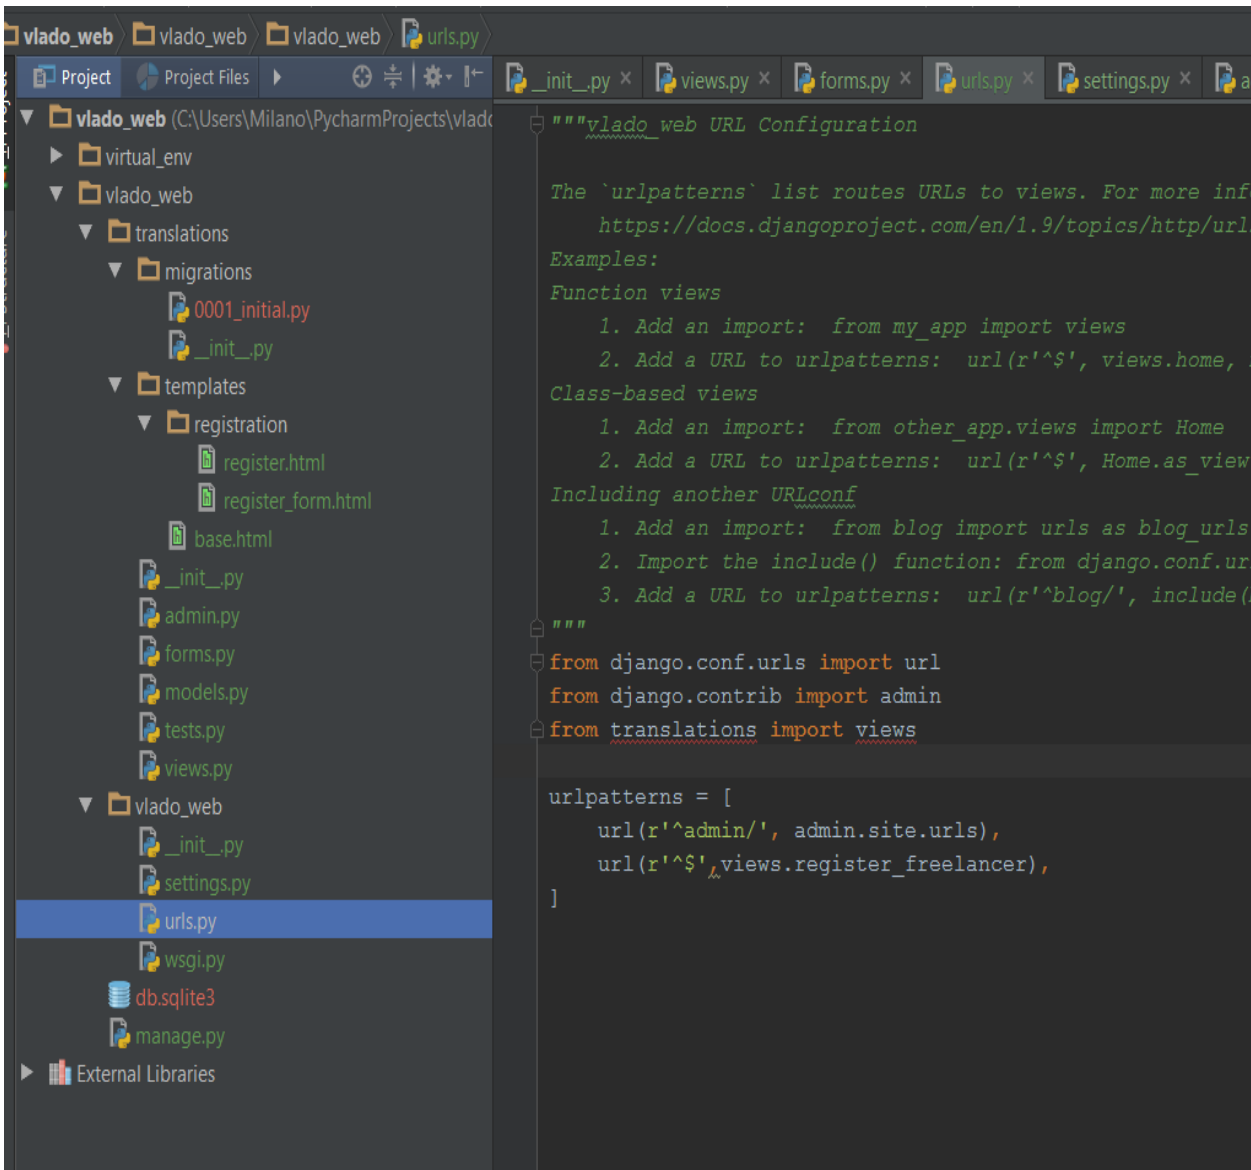 vlado_web vlado_web vlado_web urls.py
Project Project Files
__init__.py views.py forms.py urls.py settings.py
vlado_web (C:\Users\Milano\PycharmProjects\vlado
virtual_env
vlado_web
translations
migrations
0001_initial.py
__init__.py
templates
registration
register.html
register_form.html
base.html
__init__.py
admin.py
forms.py
models.py
tests.py
views.py
vlado_web
__init__.py
settings.py
urls.py
wsgi.py
db.sqlite3
manage.py
External Libraries
"""vlado_web URL Configuration
The `urlpatterns` list routes URLs to views. For more inf
https://docs.djangoproject.com/en/1.9/topics/http/url
Examples:
Function views
1. Add an import:  from my_app import views
2. Add a URL to urlpatterns:  url(r'^$', views.home,
Class-based views
1. Add an import:  from other_app.views import Home
2. Add a URL to urlpatterns:  url(r'^$', Home.as_view
Including another URLconf
1. Add an import:  from blog import urls as blog_urls
2. Import the include() function: from django.conf.ur
3. Add a URL to urlpatterns:  url(r'^blog/', include(
"""
from django.conf.urls import url
from django.contrib import admin
from translations import views
urlpatterns = [
url(r'^admin/', admin.site.urls),
url(r'^$',views.register_freelancer),
]